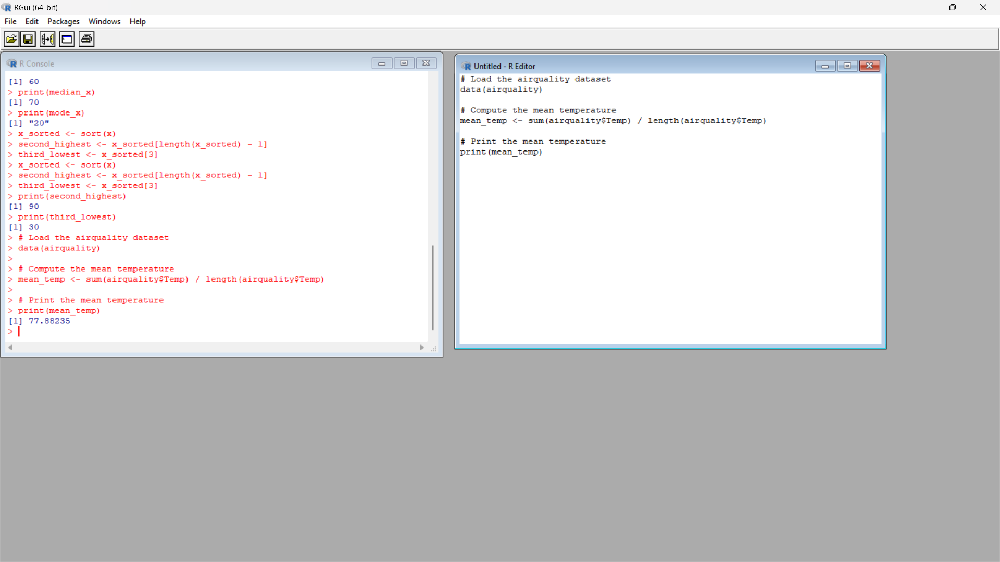 RGui (64-bit)
File Edit Packages Windows Help
R Console
[1] 60
> print(median_x)
[1] 70
> print(mode_x)
[1] "20"
> x_sorted <- sort(x)
> second_highest <- x_sorted[length(x_sorted) - 1]
> third_lowest <- x_sorted[3]
> x_sorted <- sort(x)
> second_highest <- x_sorted[length(x_sorted) - 1]
> third_lowest <- x_sorted[3]
> print(second_highest)
[1] 90
> print(third_lowest)
[1] 30
> # Load the airquality dataset
> data(airquality)
>
> # Compute the mean temperature
> mean_temp <- sum(airquality$Temp) / length(airquality$Temp)
>
> # Print the mean temperature
> print(mean_temp)
[1] 77.88235
>
Untitled - R Editor
# Load the airquality dataset
data(airquality)
# Compute the mean temperature
mean_temp <- sum(airquality$Temp) / length(airquality$Temp)
# Print the mean temperature
print(mean_temp)